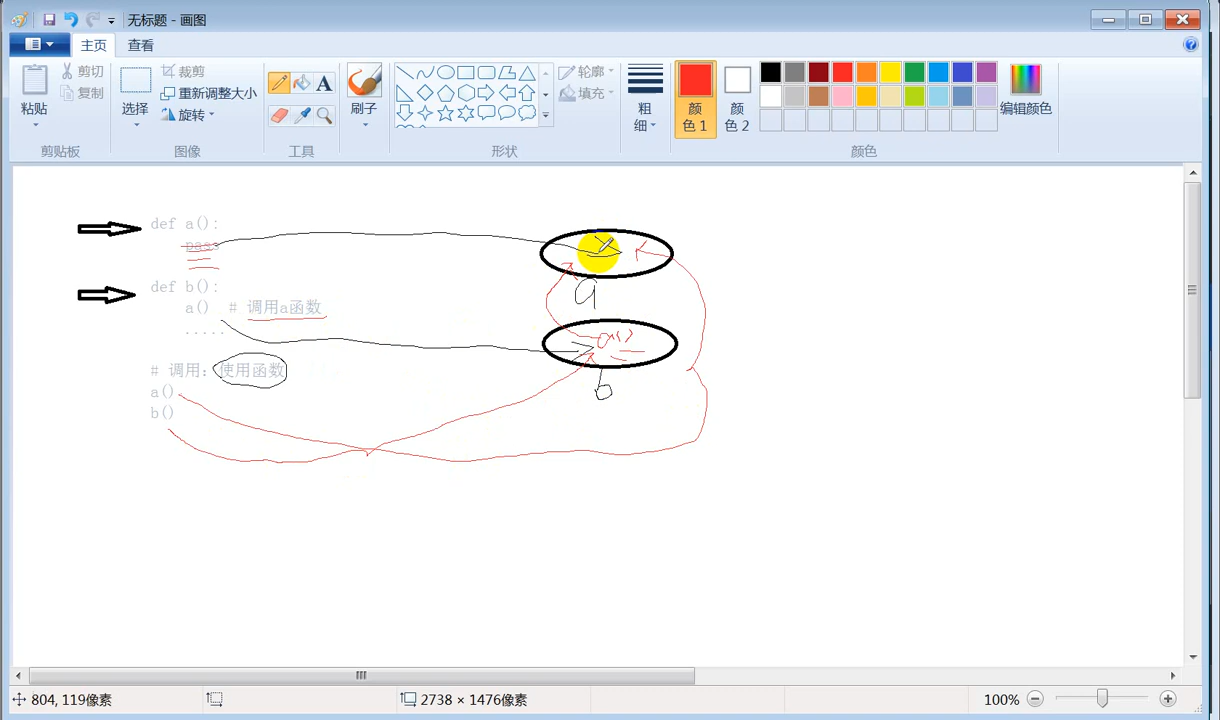 无标题 - 画图
主页 查看
粘贴
剪切
复制
剪贴板
选择
裁剪
重新调整大小
旋转
图像
A
工具
刷子
形状
轮廓
填充
粗
细
颜
色 1
颜
色 2
编辑颜色
颜色
def a():
pass
def b():
a() # 调用a函数
.....
# 调用: 使用函数
a()
b()
a
a()
b
804, 119像素
2738 × 1476像素
100%